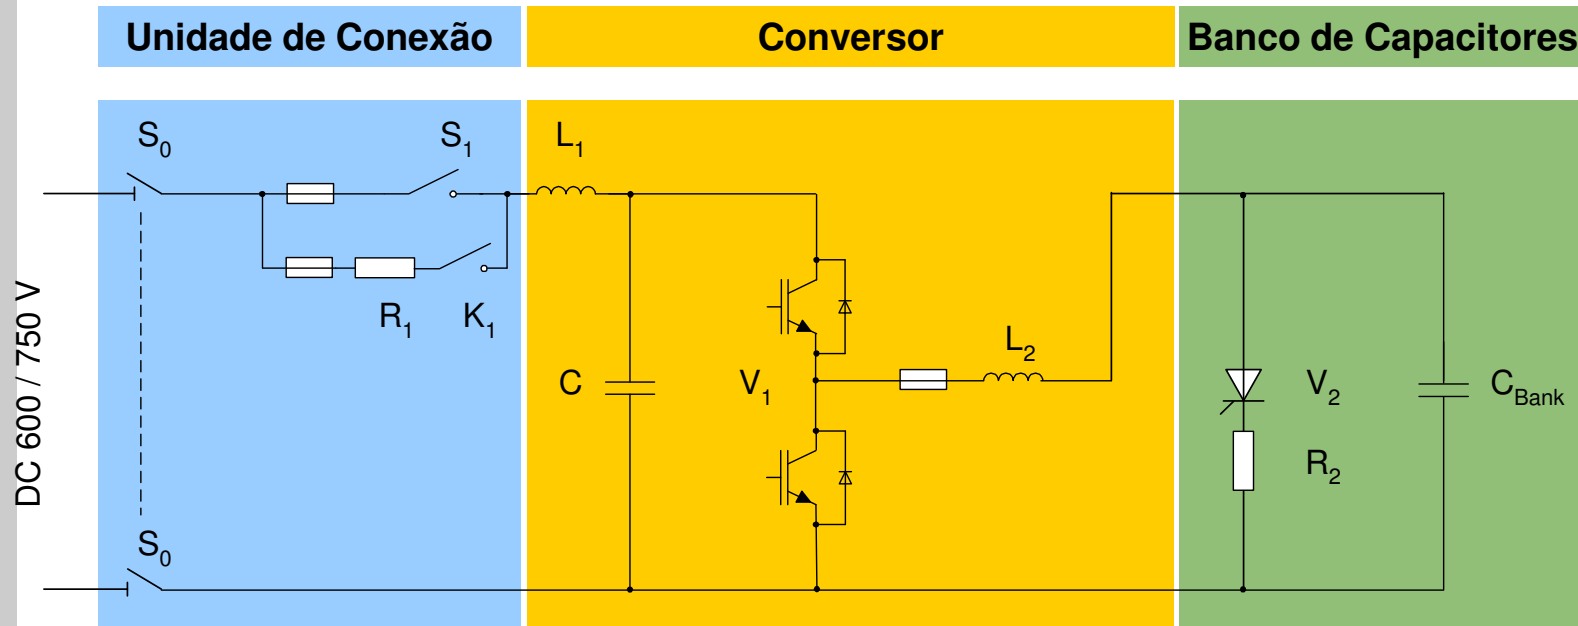 Unidade de Conexão
Conversor
Banco de Capacitores
S0
S1
L1
R1
K1
DC 600 / 750 V
C
V1
L2
V2
CBank
R2
S0